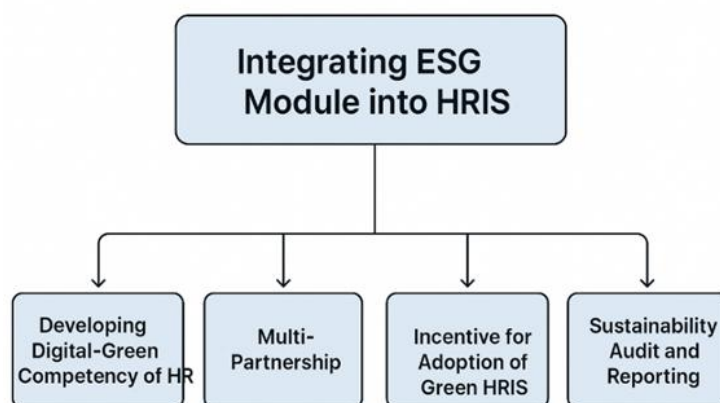 Integrating ESG
Module into HRIS
Developing
Digital-Green
Competency of HR
Multi-
Partnership
Incentive for
Adoption of
Green HRIS
Sustainability
Audit and
Reporting